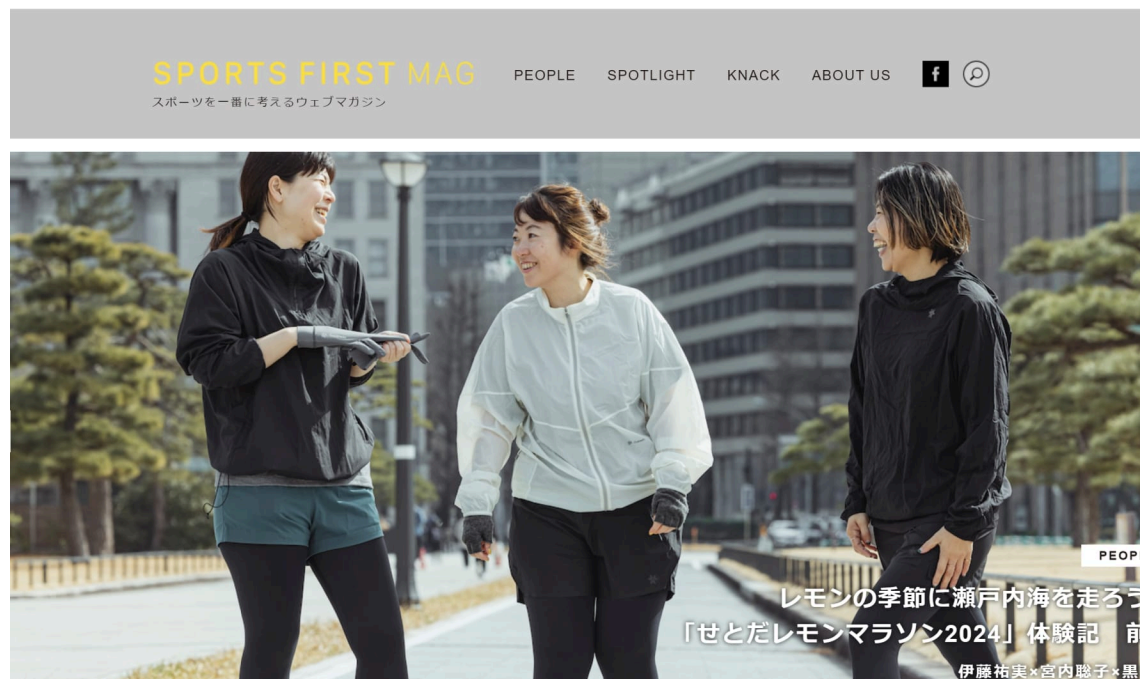 SPORTS FIRST MAG
スポーツを一番に考えるウェブマガジン
PEOPLE SPOTLIGHT KNACK ABOUT US f
PEOP
レモンの季節に瀬戸内海を走ろう
「せとだレモンマラソン2024」体験記 前
伊藤祐実×宮内聡子×黒